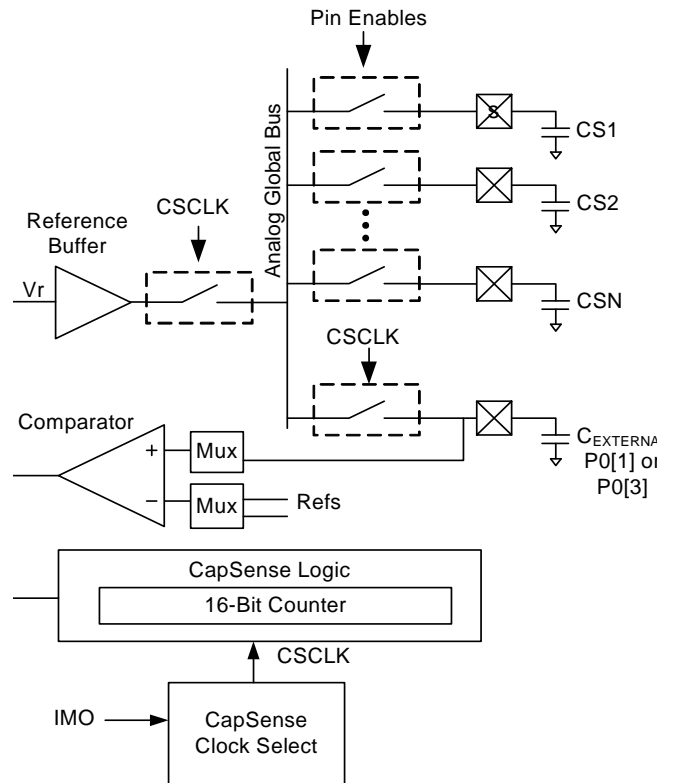 Pin Enables
Analog Global Bus
S
CS1
CS2
CSCLK
Reference
Buffer
Vr
CSN
CSCLK
Comparator
+
Mux
C EXTERNA
P0[1] or
P0[3]
−
Mux
Refs
CapSense Logic
16-Bit Counter
CSCLK
IMO
CapSense
Clock Select